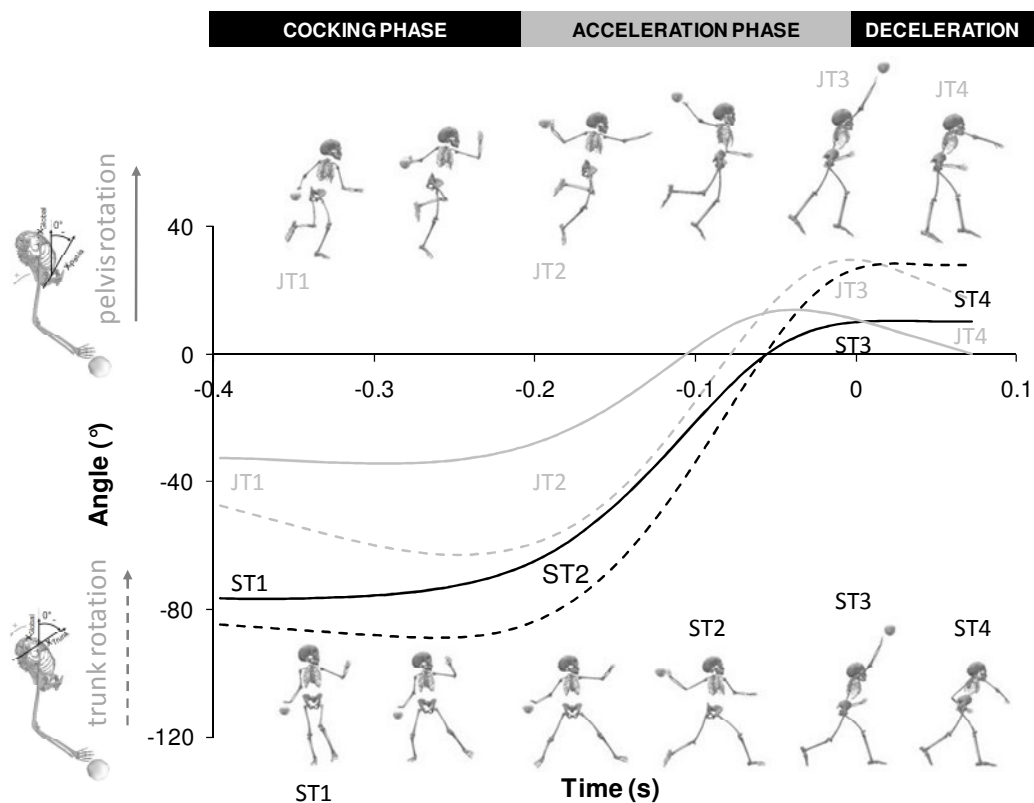 COCKING PHASE
ACCELERATION PHASE
DECELERATION
JT3
JT4
JT1
JT2
pelvis rotation
0°
40
JT3
ST4
ST3
JT4
0
-0.4
-0.3
-0.2
-0.1
0
0.1
Angle (°)
-40
JT1
JT2
ST1
ST2
-80
trunk rotation
0°
ST2
ST3
ST4
-120
Time (s)
ST1